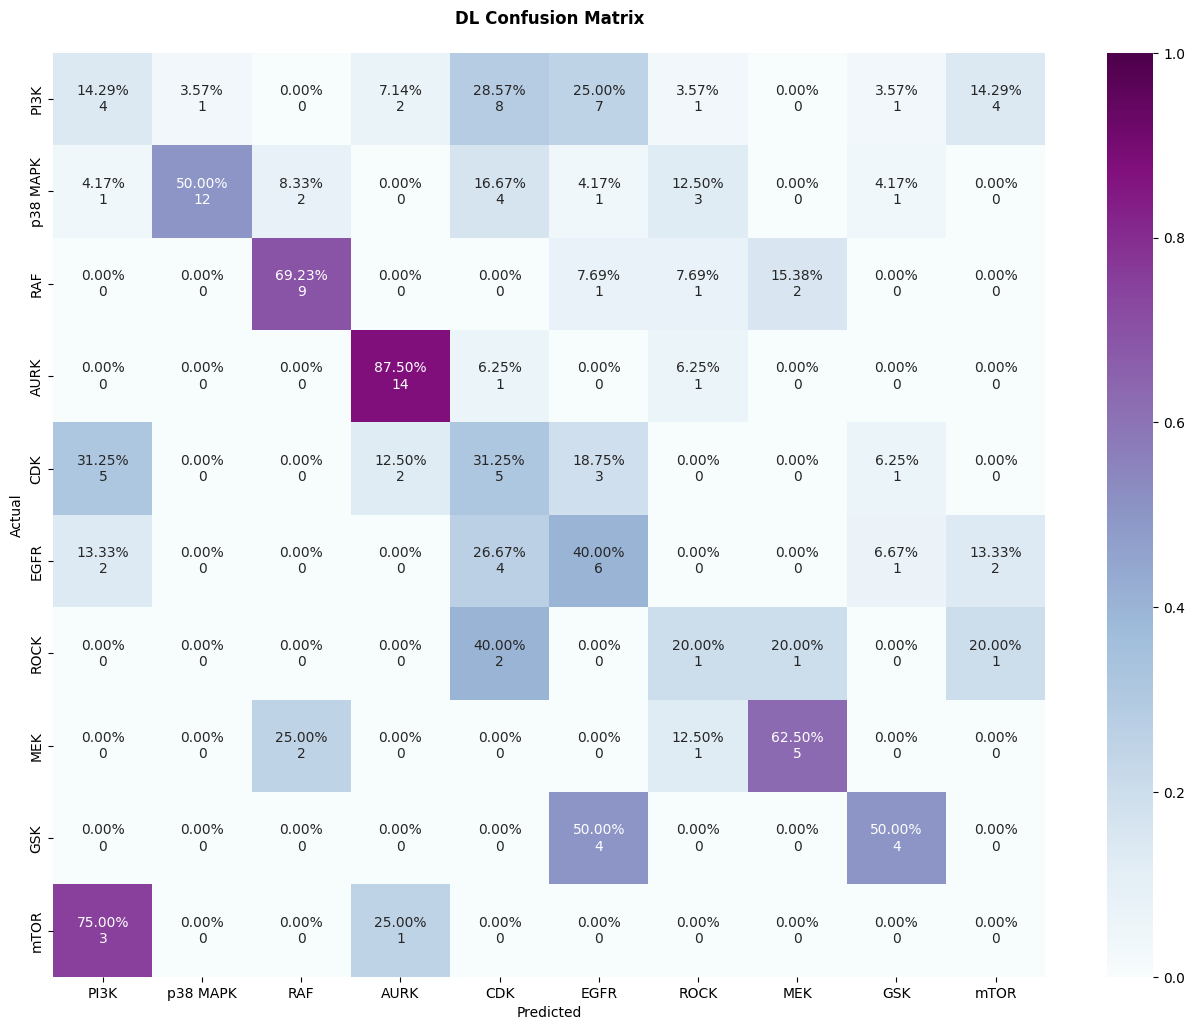 DL Confusion Matrix
PI3K
14.29% 3.57% 0.00% 7.14% 28.57% 25.00% 3.57% 0.00% 3.57% 14.29%
4 1 0 2 8 7 1 0 1 4
p38 MAPK
4.17% 50.00% 8.33% 0.00% 16.67% 4.17% 12.50% 0.00% 4.17% 0.00%
1 12 2 0 4 1 3 0 1 0
RAF
0.00% 0.00% 69.23% 0.00% 0.00% 7.69% 7.69% 15.38% 0.00% 0.00%
0 0 9 0 0 1 1 2 0 0
AURK
0.00% 0.00% 0.00% 87.50% 6.25% 0.00% 6.25% 0.00% 0.00% 0.00%
0 0 0 14 1 0 1 0 0 0
CDK
31.25% 0.00% 0.00% 12.50% 31.25% 18.75% 0.00% 0.00% 6.25% 0.00%
5 0 0 2 5 3 0 0 1 0
Actual
EGFR
13.33% 0.00% 0.00% 0.00% 26.67% 40.00% 0.00% 0.00% 6.67% 13.33%
2 0 0 0 4 6 0 0 1 2
ROCK
0.00% 0.00% 0.00% 0.00% 40.00% 0.00% 20.00% 20.00% 0.00% 20.00%
0 0 0 0 2 0 1 1 0 1
MEK
0.00% 0.00% 25.00% 0.00% 0.00% 0.00% 12.50% 62.50% 0.00% 0.00%
0 0 2 0 0 0 1 5 0 0
GSK
0.00% 0.00% 0.00% 0.00% 0.00% 50.00% 0.00% 0.00% 50.00% 0.00%
0 0 0 0 0 4 0 0 4 0
mTOR
75.00% 0.00% 0.00% 25.00% 0.00% 0.00% 0.00% 0.00% 0.00% 0.00%
3 0 0 1 0 0 0 0 0 0
PI3K p38 MAPK RAF AURK CDK EGFR ROCK MEK GSK mTOR
Predicted
1.0
0.8
0.6
0.4
0.2
0.0